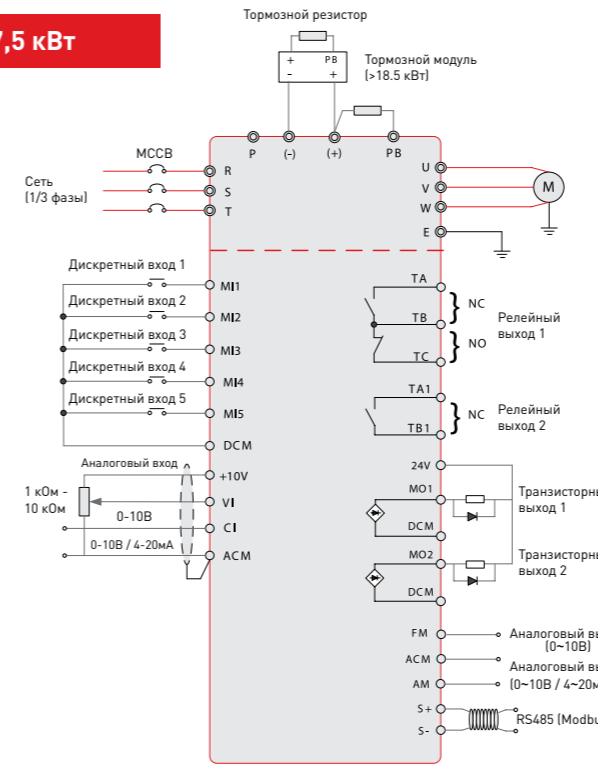 7,5 кВт
Тормозной резистор
+ PB
- +
Тормозной модуль
(>18.5 кВт)
P (-) (+) PB
MCCB
Сеть
(1/3 фазы)
R
S
T
U
V
W
E
M
Дискретный вход 1
MI1
Дискретный вход 2
MI2
Дискретный вход 3
MI3
Дискретный вход 4
MI4
Дискретный вход 5
MI5
DCM
Аналоговый вход
+10V
1 кОм -
10 кОм
VI
0-10В
CI
0-10В / 4-20мА
ACM
TA
NC
TB
Релейный
выход 1
NO
TC
TA1
NC
Релейный
выход 2
TB1
24V
MO1
Транзисторны
выход 1
DCM
MO2
Транзисторны
выход 2
DCM
FM
Аналоговый вы
(0~10В)
ACM
Аналоговый вы
AM
(0~10В / 4~20м
S+
RS485 (Modbu
S-